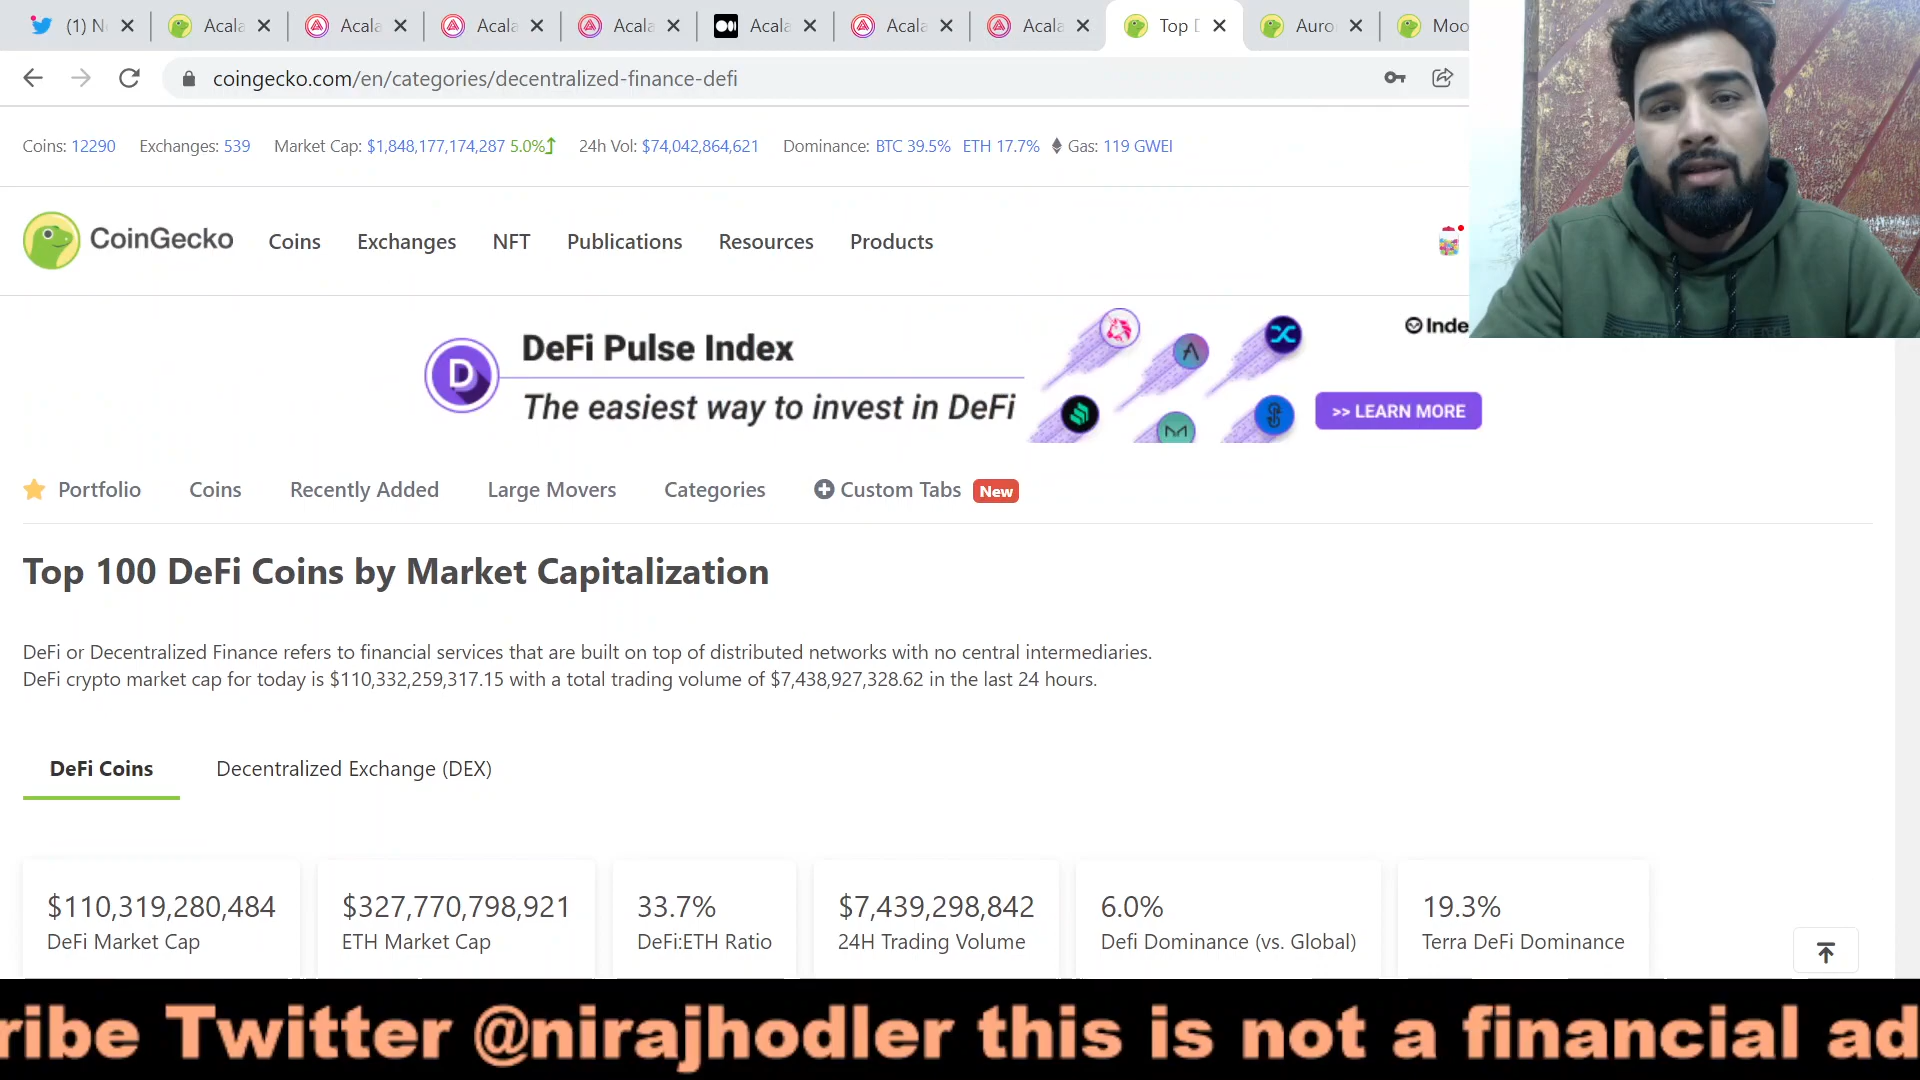 (1) N
Acala
Acala
Acala
Acala
Acala
Acala
Acala
Top D
Auro
Moo
coingecko.com/en/categories/decentralized-finance-defi
Coins: 12290 Exchanges: 539 Market Cap: $1,848,177,174,287 5.0% 24h Vol: $74,042,864,621 Dominance: BTC 39.5% ETH 17.7% Gas: 119 GWEI
CoinGecko Coins Exchanges NFT Publications Resources Products
DeFi Pulse Index
The easiest way to invest in DeFi
Inde
>> LEARN MORE
Portfolio Coins Recently Added Large Movers Categories Custom Tabs New
Top 100 DeFi Coins by Market Capitalization
DeFi or Decentralized Finance refers to financial services that are built on top of distributed networks with no central intermediaries.
DeFi crypto market cap for today is $110,332,259,317.15 with a total trading volume of $7,438,927,328.62 in the last 24 hours.
DeFi Coins Decentralized Exchange (DEX)
$110,319,280,484 $327,770,798,921 33.7% $7,439,298,842 6.0% 19.3%
DeFi Market Cap ETH Market Cap DeFi:ETH Ratio 24H Trading Volume Defi Dominance (vs. Global) Terra DeFi Dominance
ribe Twitter @nirajhodler this is not a financial ad